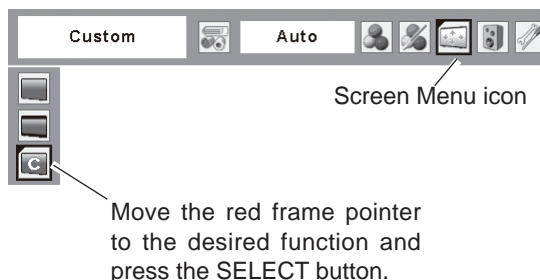 Custom Auto
Screen Menu icon
C
Move the red frame pointer
to the desired function and
press the SELECT button.